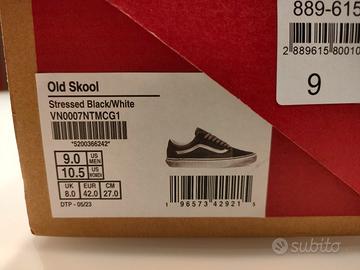 889-615
2 889615 80010
9
Old Skool
Stressed Black/White
VN0007NTMCG1
*5200366242*
9.0 US MEN
10.5 US WOMEN
UK EUR CM
8.0 42.0 27.0
DTP - 05/23
1 96573 42921 5
subito